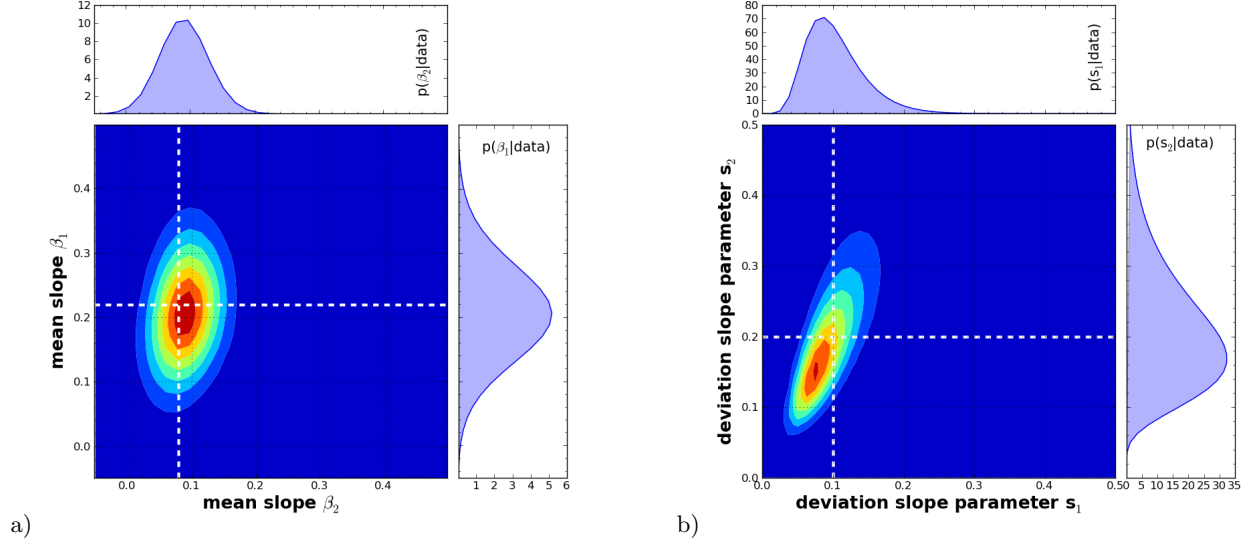 12
10
8
6
4
2
p(β₂|data)
0.4
0.3
0.2
0.1
0.0
mean slope β₁
p(β₁|data)
0.0 0.1 0.2 0.3 0.4
1 2 3 4 5 6
mean slope β₂
a)
80
70
60
50
40
30
20
10
0
p(s₁|data)
0.5
0.4
0.3
0.2
0.1
0.0
deviation slope parameter s₂
p(s₂|data)
0.0 0.1 0.2 0.3 0.4 0.5
0 5 10 15 20 25 30 35
deviation slope parameter s₁
b)